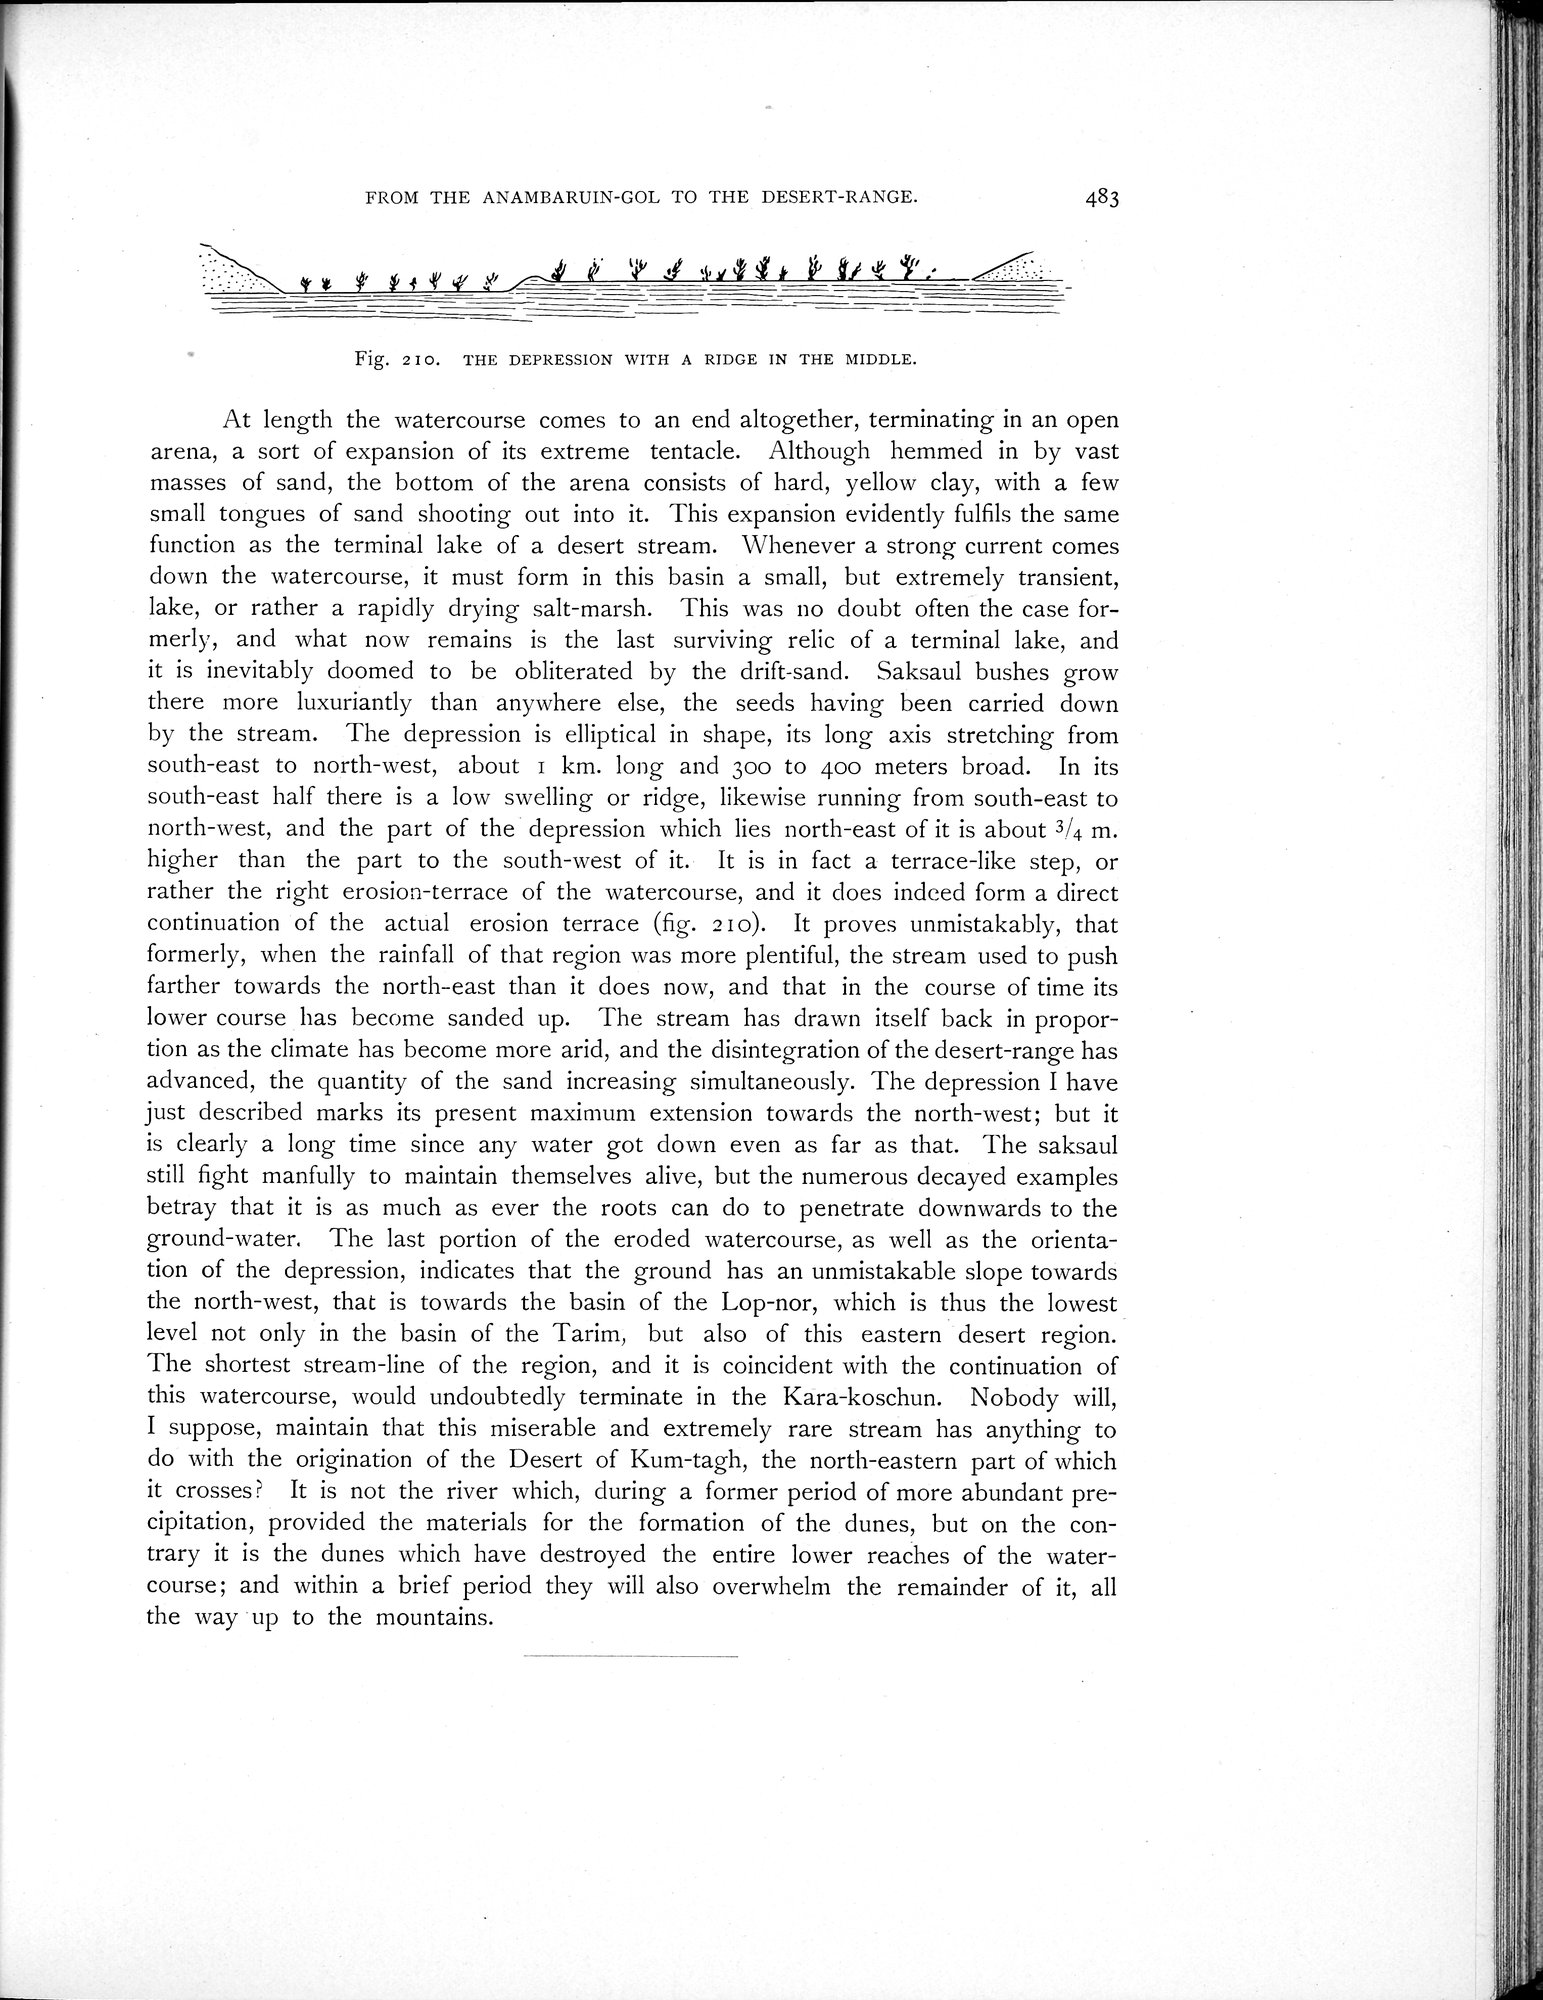 FROM THE ANAMBARUIN-GOL TO THE DESERT-RANGE. 483
Fig. 210. THE DEPRESSION WITH A RIDGE IN THE MIDDLE.
At length the watercourse comes to an end altogether, terminating in an open
arena, a sort of expansion of its extreme tentacle. Although hemmed in by vast
masses of sand, the bottom of the arena consists of hard, yellow clay, with a few
small tongues of sand shooting out into it. This expansion evidently fulfils the same
function as the terminal lake of a desert stream. Whenever a strong current comes
down the watercourse, it must form in this basin a small, but extremely transient,
lake, or rather a rapidly drying salt-marsh. This was no doubt often the case for-
merly, and what now remains is the last surviving relic of a terminal lake, and
it is inevitably doomed to be obliterated by the drift-sand. Saksaul bushes grow
there more luxuriantly than anywhere else, the seeds having been carried down
by the stream. The depression is elliptical in shape, its long axis stretching from
south-east to north-west, about 1 km. long and 300 to 400 meters broad. In its
south-east half there is a low swelling or ridge, likewise running from south-east to
north-west, and the part of the depression which lies north-east of it is about 3/4 m.
higher than the part to the south-west of it. It is in fact a terrace-like step, or
rather the right erosion-terrace of the watercourse, and it does indeed form a direct
continuation of the actual erosion terrace (fig. 210). It proves unmistakably, that
formerly, when the rainfall of that region was more plentiful, the stream used to push
farther towards the north-east than it does now, and that in the course of time its
lower course has become sanded up. The stream has drawn itself back in propor-
tion as the climate has become more arid, and the disintegration of the desert-range has
advanced, the quantity of the sand increasing simultaneously. The depression I have
just described marks its present maximum extension towards the north-west; but it
is clearly a long time since any water got down even as far as that. The saksaul
still fight manfully to maintain themselves alive, but the numerous decayed examples
betray that it is as much as ever the roots can do to penetrate downwards to the
ground-water. The last portion of the eroded watercourse, as well as the orienta-
tion of the depression, indicates that the ground has an unmistakable slope towards
the north-west, that is towards the basin of the Lop-nor, which is thus the lowest
level not only in the basin of the Tarim, but also of this eastern desert region.
The shortest stream-line of the region, and it is coincident with the continuation of
this watercourse, would undoubtedly terminate in the Kara-koschun. Nobody will,
I suppose, maintain that this miserable and extremely rare stream has anything to
do with the origination of the Desert of Kum-tagh, the north-eastern part of which
it crosses? It is not the river which, during a former period of more abundant pre-
cipitation, provided the materials for the formation of the dunes, but on the con-
trary it is the dunes which have destroyed the entire lower reaches of the water-
course; and within a brief period they will also overwhelm the remainder of it, all
the way up to the mountains.